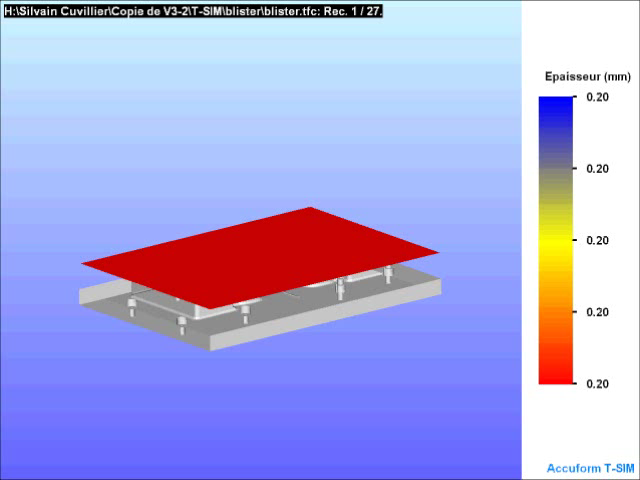 H:\Silvain Cuvillier\Copie de V3-2\T-SIM\blister\blister.tfc: Rec. 1 / 27.
Epaisseur (mm)
0.20
0.20
0.20
0.20
0.20
Accuform T-SIM